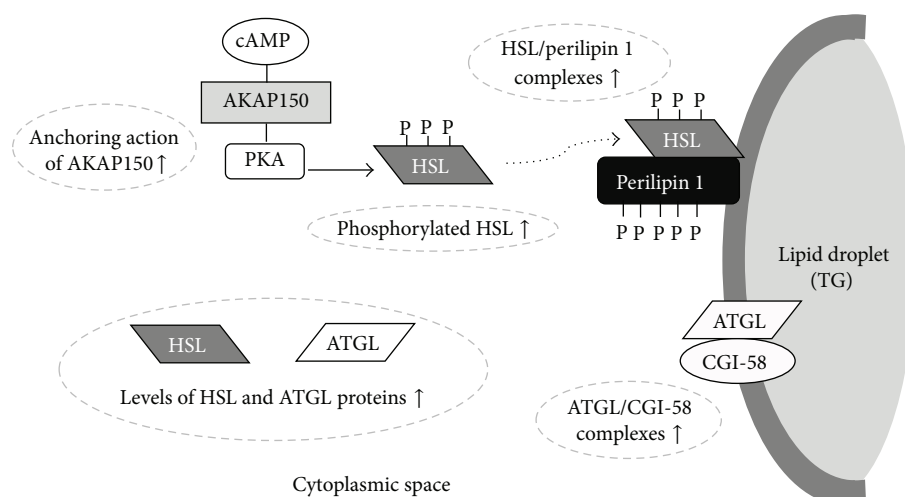 cAMP
AKAP150
PKA
Anchoring action
of AKAP150 ↑
P P P
HSL
Phosphorylated HSL ↑
HSL/perilipin 1
complexes ↑
P P P
HSL
Perilipin 1
P P P P P
Lipid droplet
(TG)
ATGL
CGI-58
ATGL/CGI-58
complexes ↑
HSL
ATGL
Levels of HSL and ATGL proteins ↑
Cytoplasmic space